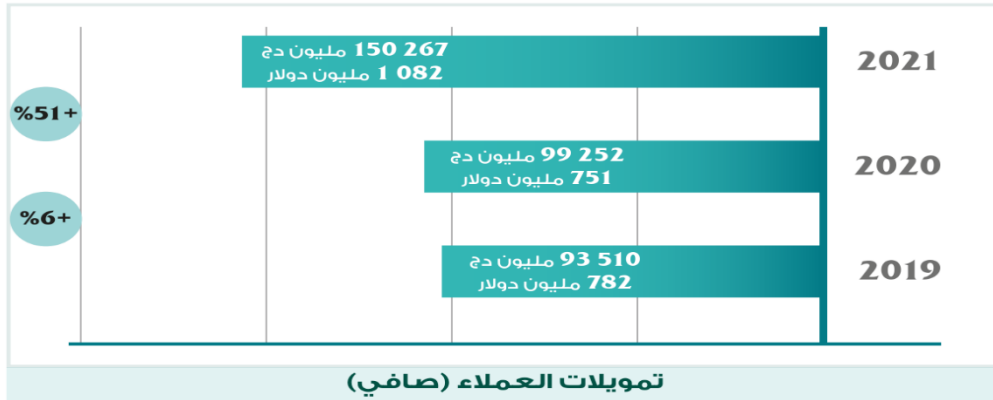 2021
150 267 مليون دج
1 082 مليون دولار
%51+
2020
99 252 مليون دج
751 مليون دولار
%6+
2019
93 510 مليون دج
782 مليون دولار
تمويلات العملاء (صافي)